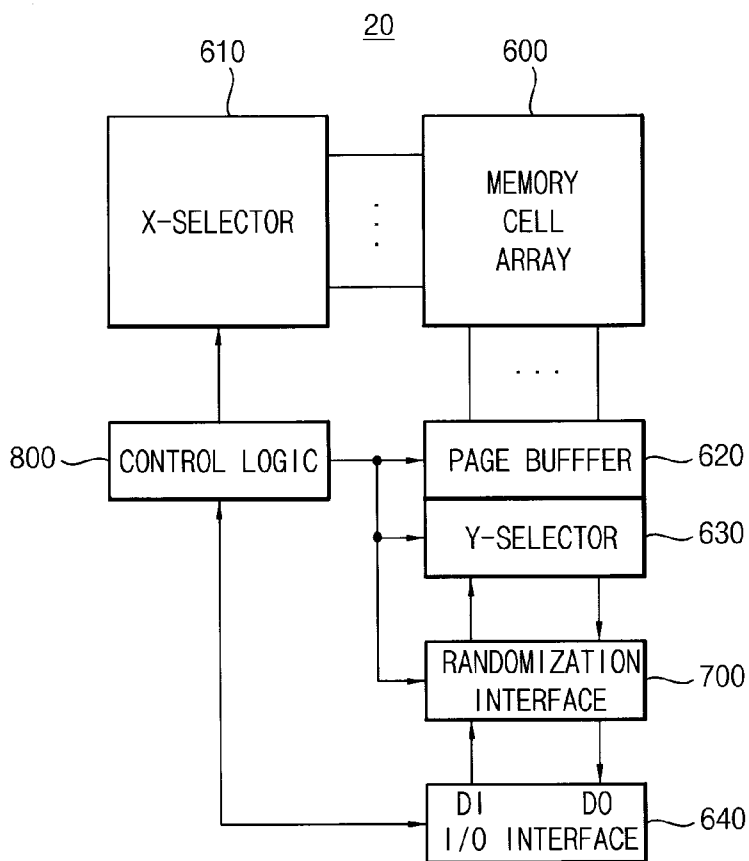 20
610
600
X-SELECTOR
MEMORY
CELL
ARRAY
800
CONTROL LOGIC
PAGE BUFFFER
620
Y-SELECTOR
630
RANDOMIZATION
INTERFACE
700
DI DO
I/O INTERFACE
640